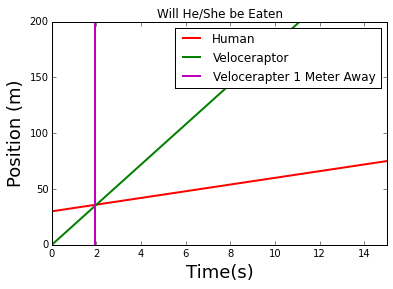 Will He/She be Eaten
Human
Veloceraptor
Velocerapter 1 Meter Away
Position (m)
200
150
100
50
0
0 2 4 6 8 10 12 14
Time(s)